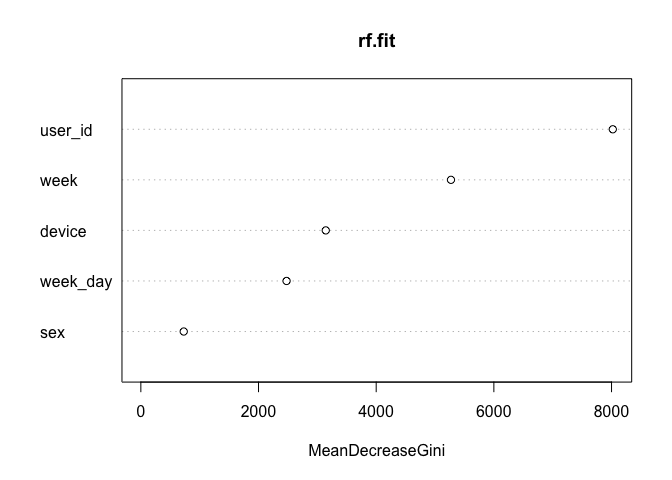 rf.fit
user_id
week
device
week_day
sex
0 2000 4000 6000 8000
MeanDecreaseGini